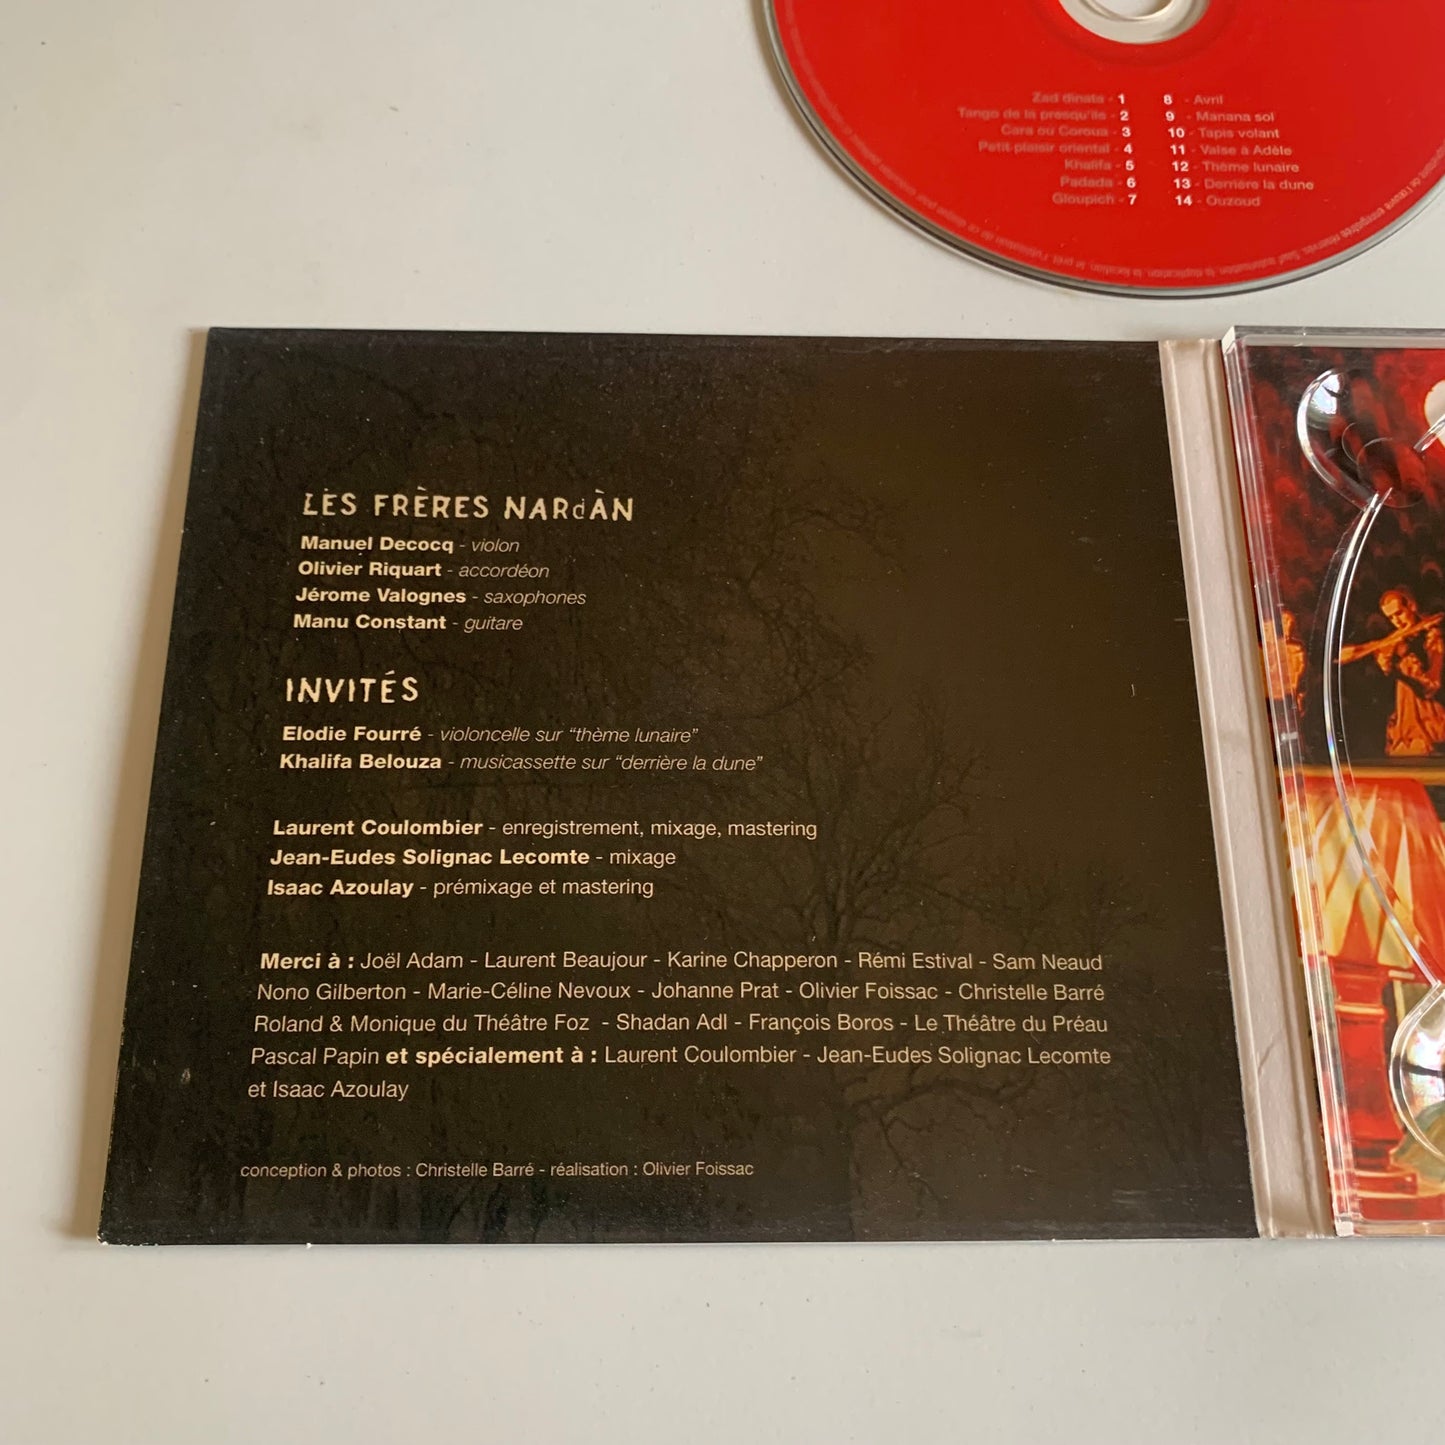 Zad dinata - 1
Tango de la presqu'ile - 2
Cara ou Coroua - 3
Petit plaisir oriental - 4
Khalifa - 5
Padada - 6
Gloupich - 7
8 - Avril
9 - Manana sol
10 - Tapis volant
11 - Valse à Adèle
12 - Thème lunaire
13 - Derrière la dune
14 - Ouzoud
LES FRÈRES NARdÀN
Manuel Decocq - violon
Olivier Riquart - accordéon
Jérome Valognes - saxophones
Manu Constant - guitare
INVITÉS
Elodie Fourré - violoncelle sur “thème lunaire”
Khalifa Belouza - musicassette sur “derrière la dune”
Laurent Coulombier - enregistrement, mixage, mastering
Jean-Eudes Solignac Lecomte - mixage
Isaac Azoulay - prémixage et mastering
Merci à : Joël Adam - Laurent Beaujour - Karine Chapperon - Rémi Estival - Sam Neaud
Nono Gilberton - Marie-Céline Nevoux - Johanne Prat - Olivier Foissac - Christelle Barré
Roland & Monique du Théâtre Foz - Shadan Adl - François Boros - Le Théâtre du Préau
Pascal Papin et spécialement à : Laurent Coulombier - Jean-Eudes Solignac Lecomte
et Isaac Azoulay
conception & photos : Christelle Barré - réalisation : Olivier Foissac